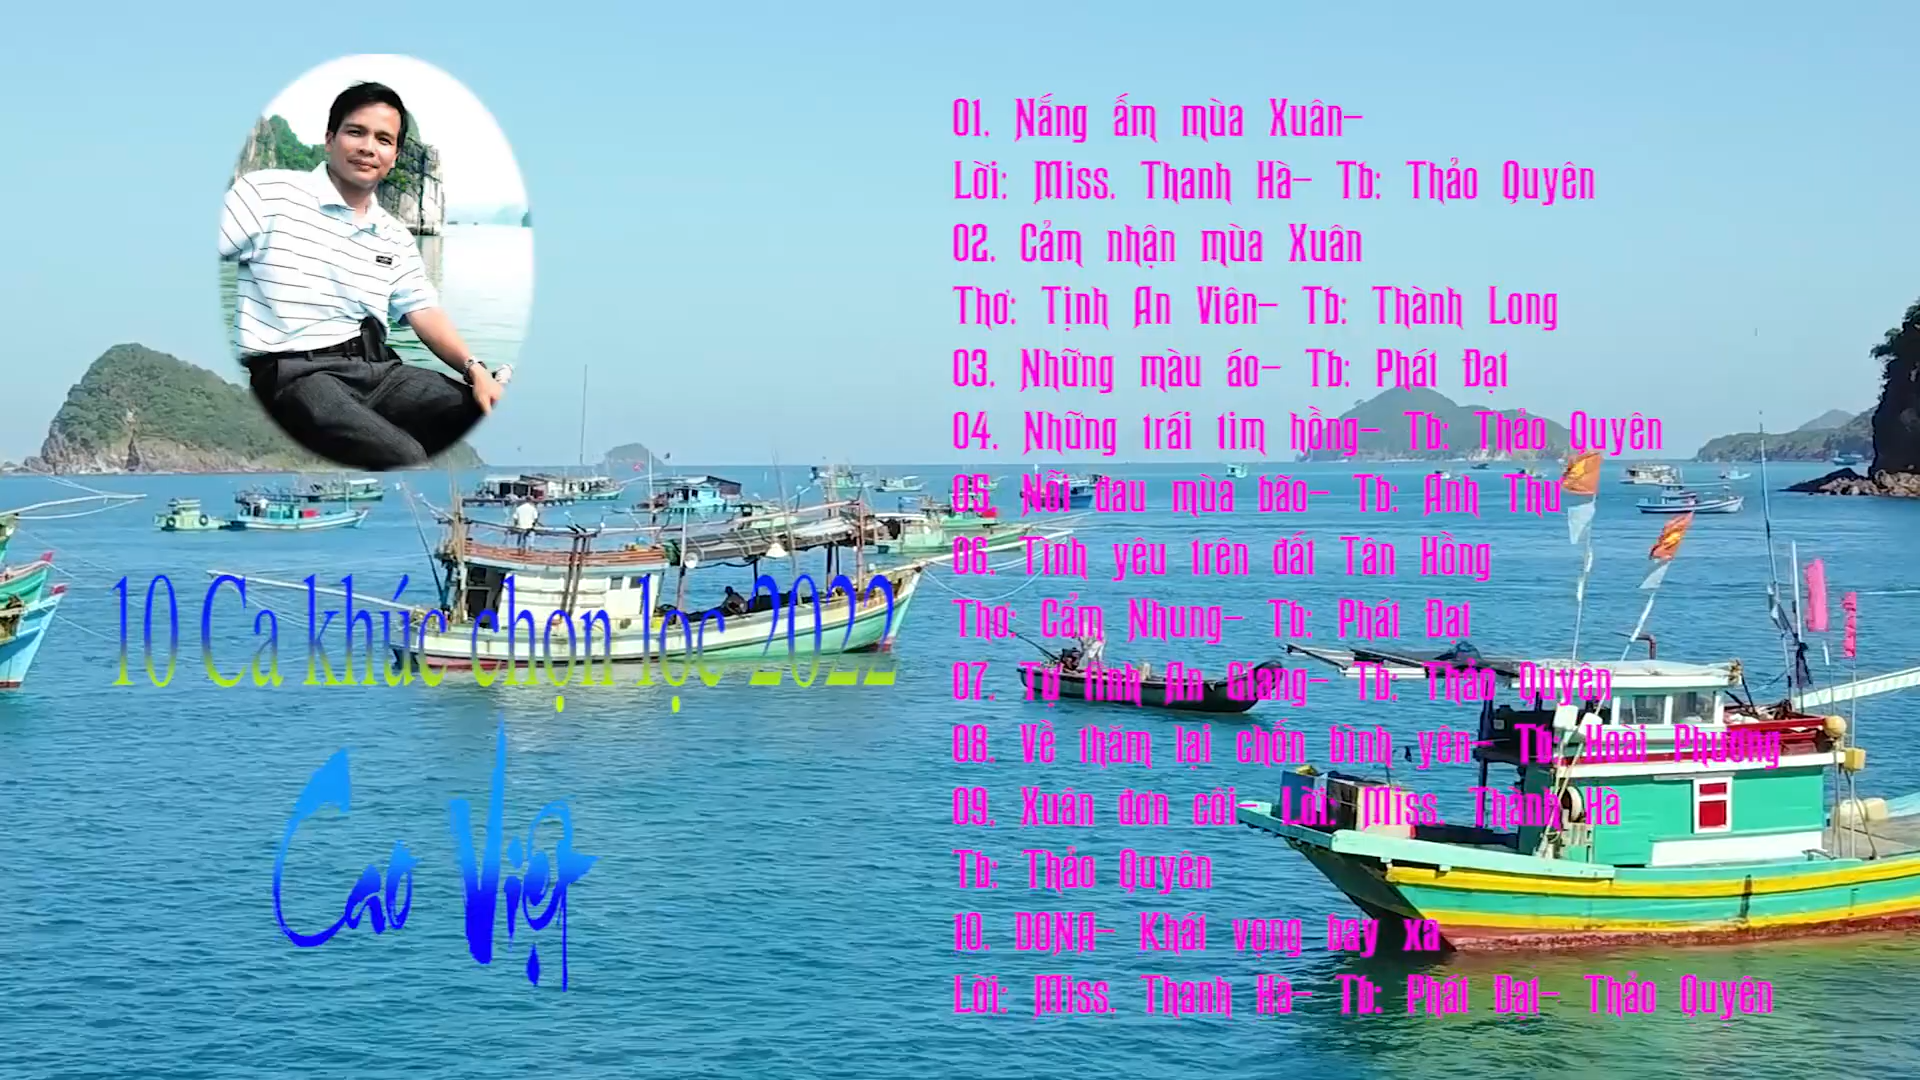 10 Ca khúc chọn lọc 2022
Cao Việt
01. Nắng ấm mùa Xuân-
Lời: Miss. Thanh Hà- Tb: Thảo Quyên
02. Cảm nhận mùa Xuân
Thơ: Tịnh An Viên- Tb: Thành Long
03. Những màu áo- Tb: Phát Đạt
04. Những trái tim hồng- Tb: Thảo Quyên
05. Nỗi đau mùa bão- Tb: Anh Thư
06. Tình yêu trên đất Tân Hồng
Thơ: Cẩm Nhung- Tb: Phát Đạt
07. Tự tình An Giang- Tb: Thảo Quyên
08. Về thăm lại chốn bình yên- Tb: Hoài Phương
09. Xuân đơn côi- Lời: Miss. Thành Hà
Tb: Thảo Quyên
10. DONA- Khát vọng bay xa
Lời: Miss. Thanh Hà- Tb: Phát Đạt- Thảo Quyên